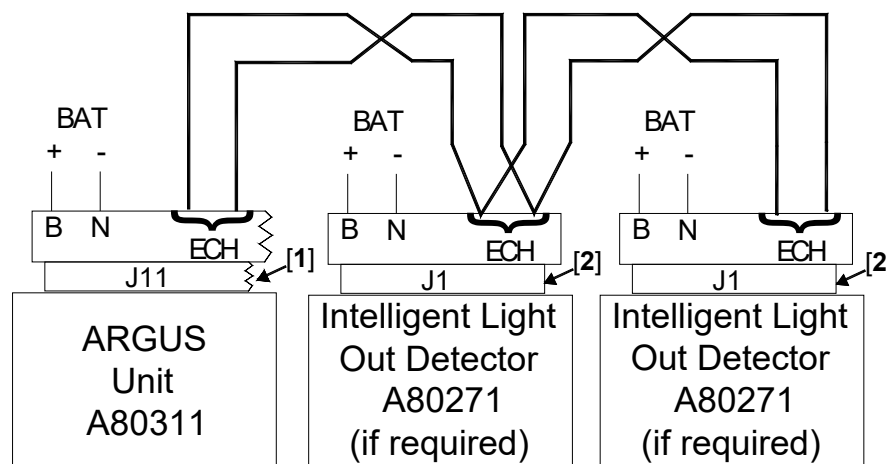 BAT
+ -
B N ECH
J11
[1]
ARGUS
Unit
A80311
BAT
+ -
B N ECH
J1
[2]
Intelligent Light
Out Detector
A80271
(if required)
BAT
+ -
B N ECH
J1
[2
Intelligent Light
Out Detector
A80271
(if required)